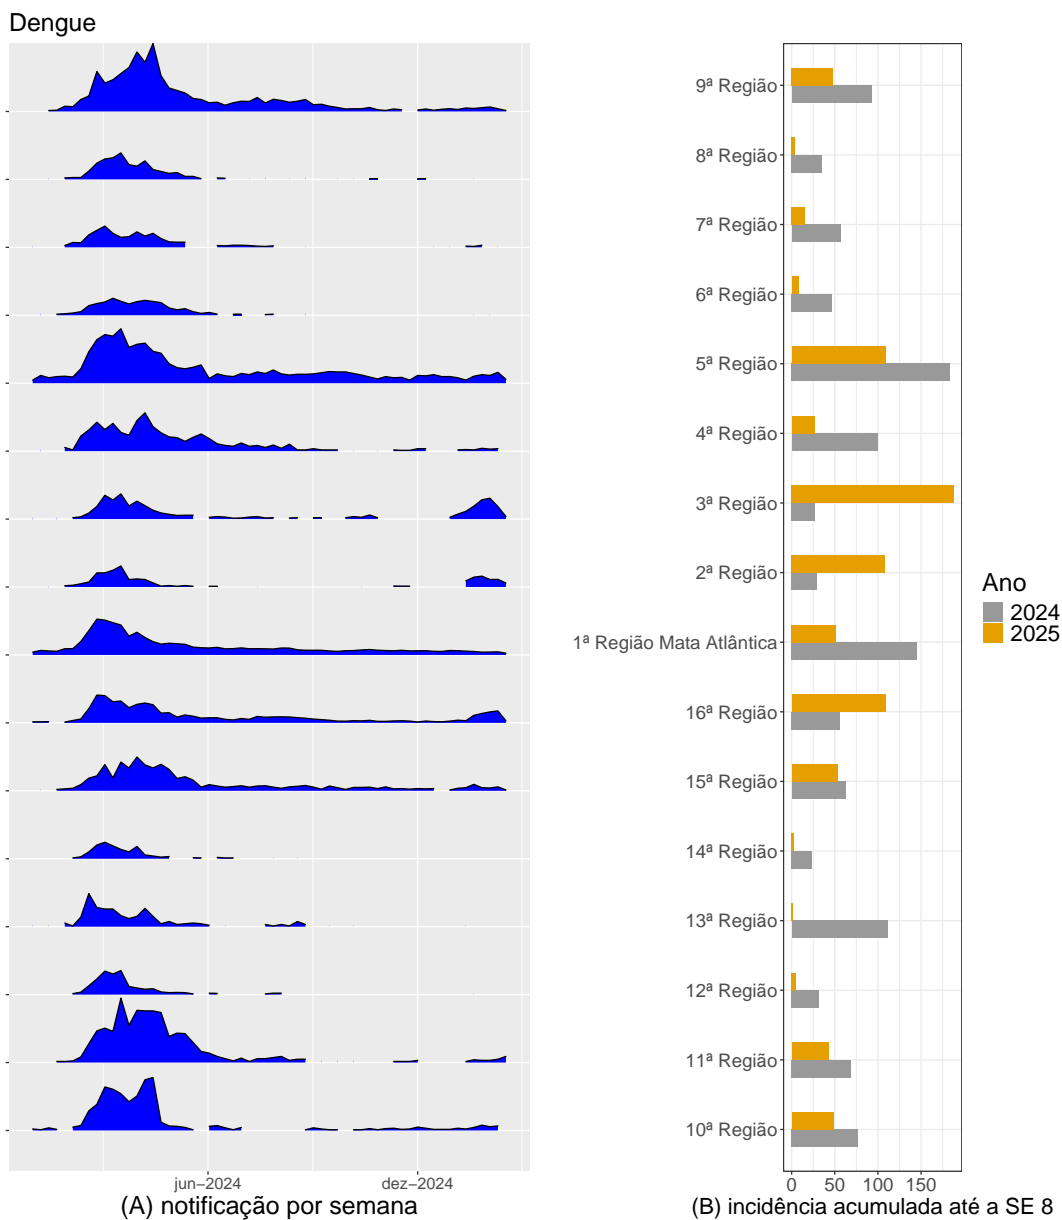 Dengue
9ª Região
8ª Região
7ª Região
6ª Região
5ª Região
4ª Região
3ª Região
2ª Região
1ª Região Mata Atlântica
16ª Região
15ª Região
14ª Região
13ª Região
12ª Região
11ª Região
10ª Região
Ano
2024
2025
jun−2024 dez−2024
(A) notificação por semana
0 50 100 150
(B) incidência acumulada até a SE 8